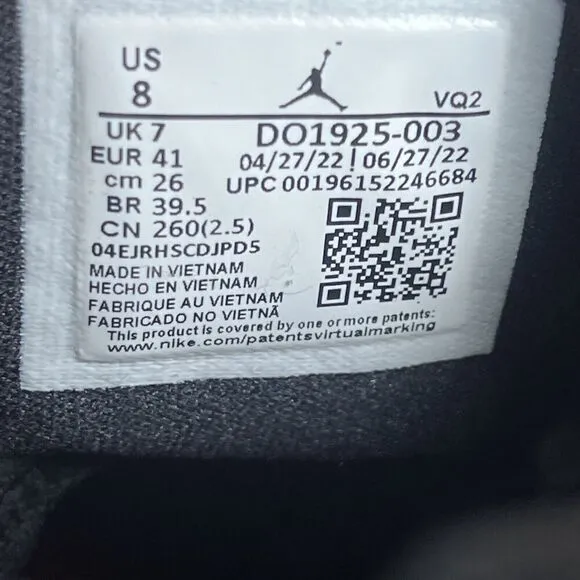 US
8
VQ2
UK 7
DO1925-003
EUR 41
04/27/22 | 06/27/22
cm 26
UPC 00196152246684
BR 39.5
CN 260(2.5)
04EJRHSCDJPD5
MADE IN VIETNAM
HECHO EN VIETNAM
FABRIQUE AU VIETNAM
FABRICADO NO VIETNÃ
This product is covered by one or more patents:
www.nike.com/patentsvirtualmarking